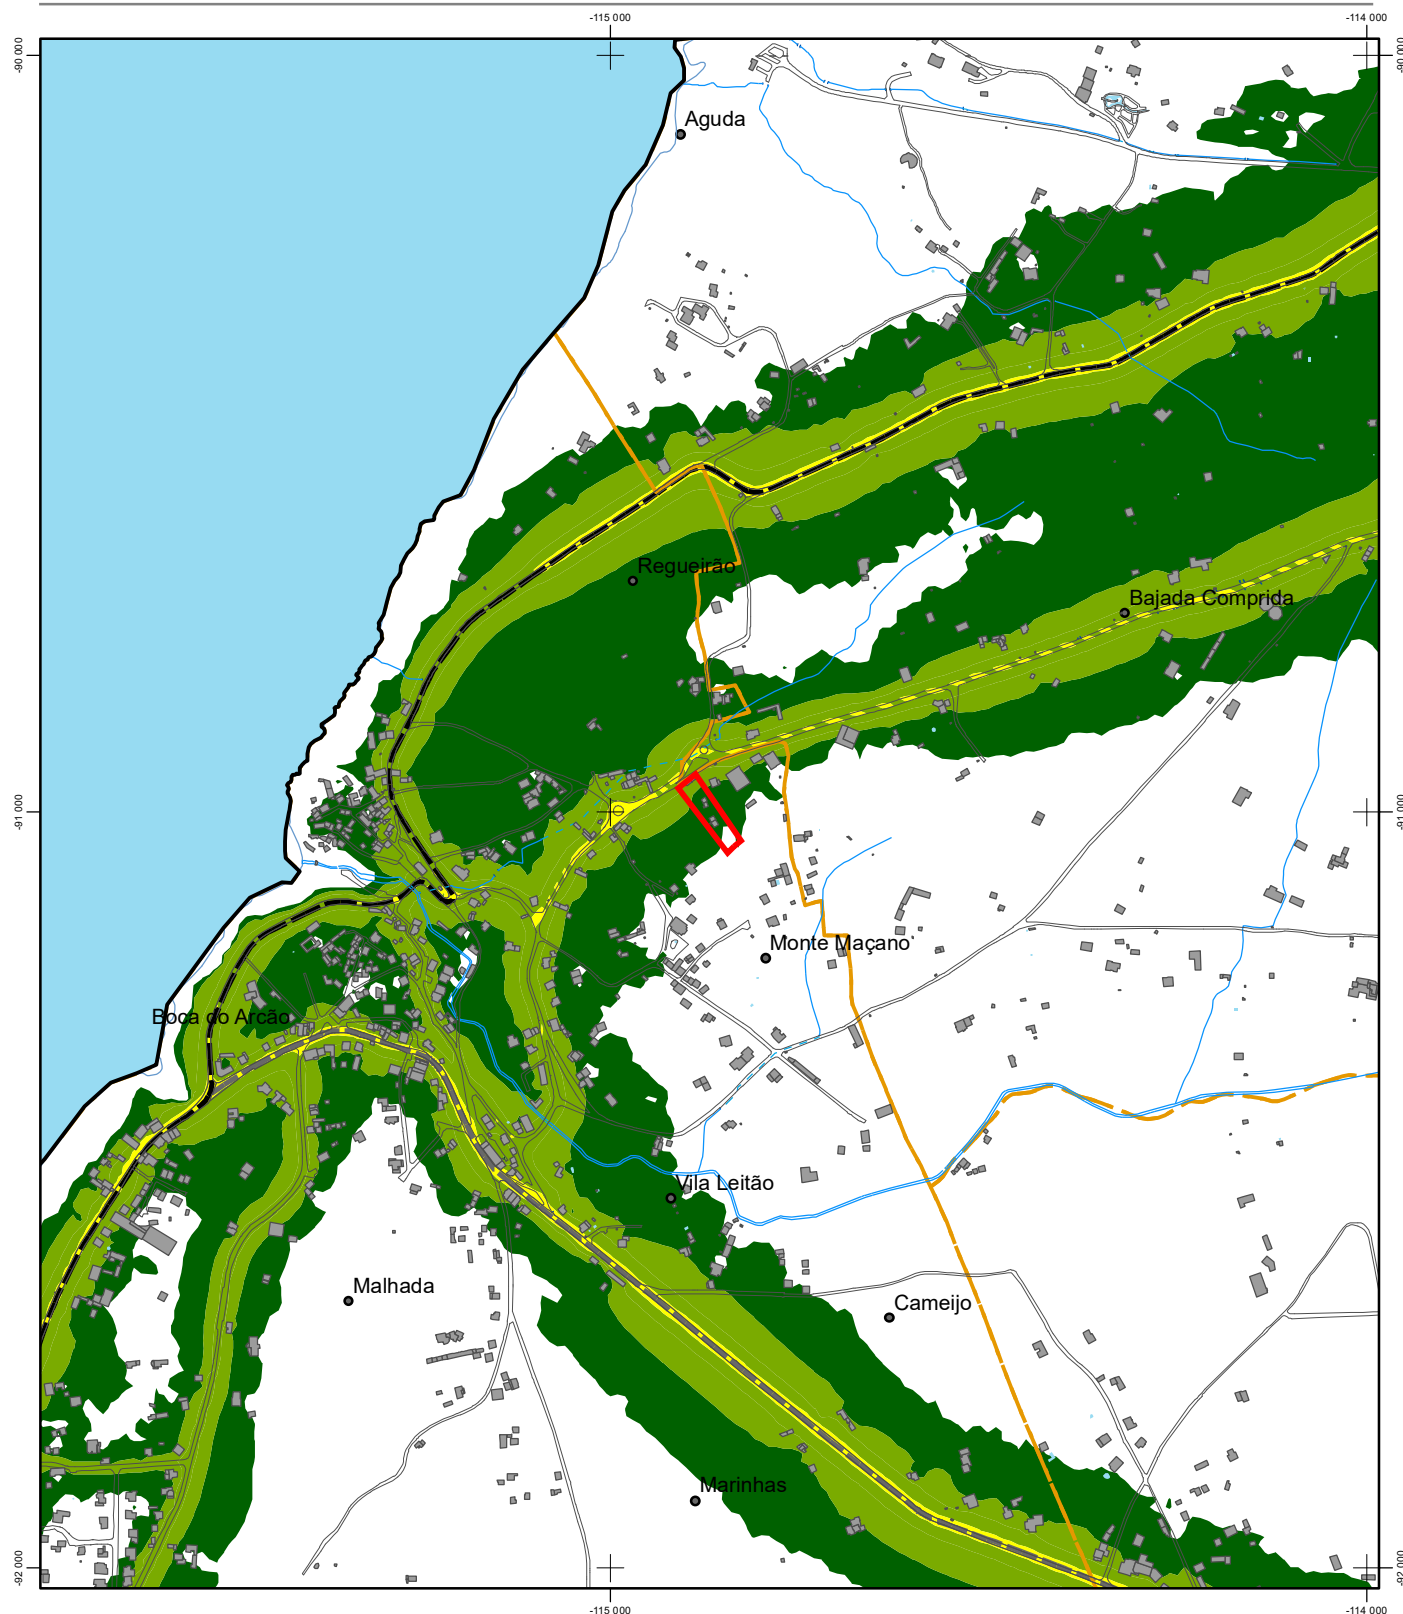 -115 000
-114 000
-90 000
-90 000
Aguda
Regueirão
Bajada Comprida
-91 000
-91 000
Monte Maçano
Boca do Arcão
Vila Leitão
Malhada
Cameijo
Marinhas
-92 000
-92 000
-115 000
-114 000